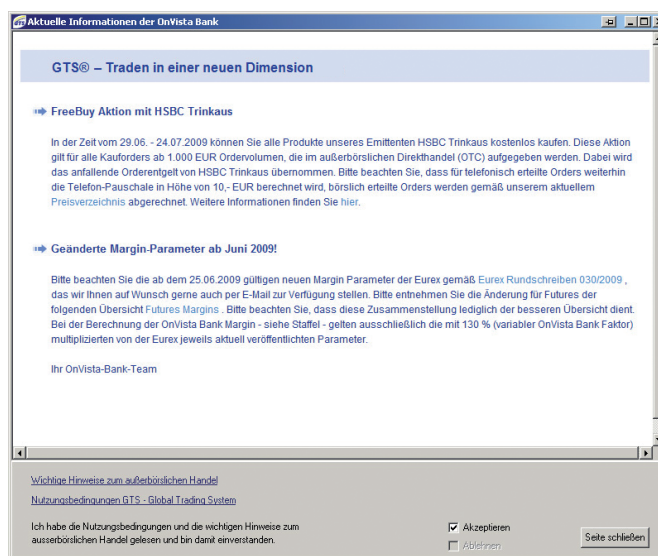 GTS Aktuelle Informationen der OnVista Bank
GTS® – Traden in einer neuen Dimension
FreeBuy Aktion mit HSBC Trinkaus
In der Zeit vom 29.06. - 24.07.2009 können Sie alle Produkte unseres Emittenten HSBC Trinkaus kostenlos kaufen. Diese Aktion
gilt für alle Kauforders ab 1.000 EUR Ordervolumen, die im außerbörslichen Direkthandel (OTC) aufgegeben werden. Dabei wird
das anfallende Orderentgelt von HSBC Trinkaus übernommen. Bitte beachten Sie, dass für telefonisch erteilte Orders weiterhin
die Telefon-Pauschale in Höhe von 10,- EUR berechnet wird, börslich erteilte Orders werden gemäß unserem aktuellem
Preisverzeichnis abgerechnet. Weitere Informationen finden Sie hier.
Geänderte Margin-Parameter ab Juni 2009!
Bitte beachten Sie die ab dem 25.06.2009 gültigen neuen Margin Parameter der Eurex gemäß Eurex Rundschreiben 030/2009 ,
das wir Ihnen auf Wunsch gerne auch per E-Mail zur Verfügung stellen. Bitte entnehmen Sie die Änderung für Futures der
folgenden Übersicht Futures Margins . Bitte beachten Sie, dass diese Zusammenstellung lediglich der besseren Übersicht dient.
Bei der Berechnung der OnVista Bank Margin - siehe Staffel - gelten ausschließlich die mit 130 % (variabler OnVista Bank Faktor)
multiplizierten von der Eurex jeweils aktuell veröffentlichten Parameter.
Ihr OnVista-Bank-Team
Wichtige Hinweise zum außerbörslichen Handel
Nutzungsbedingungen GTS - Global Trading System
Ich habe die Nutzungsbedingungen und die wichtigen Hinweise zum
ausserbörslichen Handel gelesen und bin damit einverstanden.
Akzeptieren
Ablehnen
Seite schließen